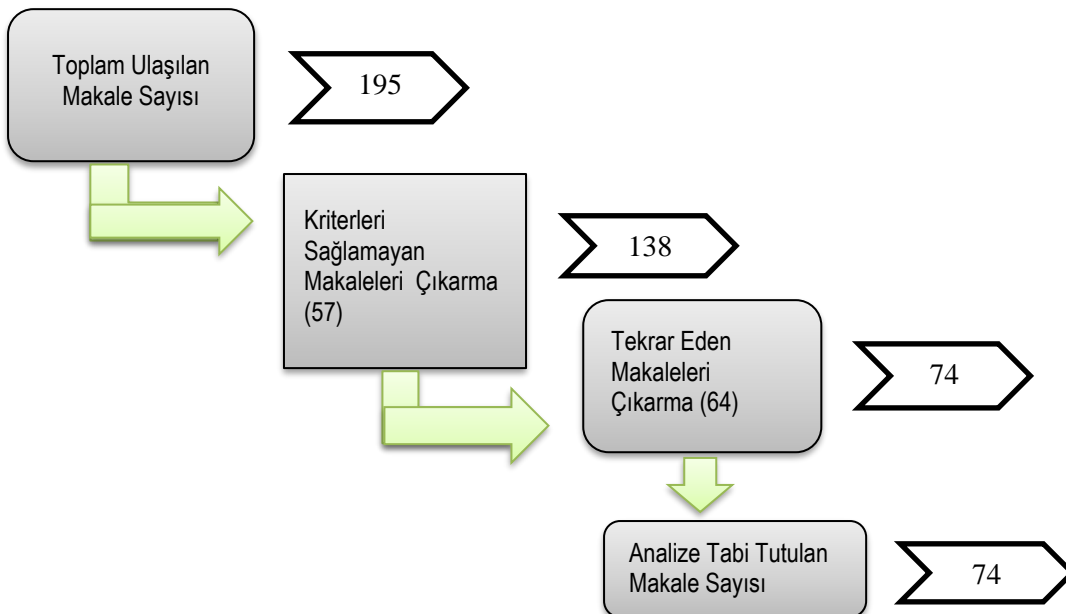 Toplam Ulaşılan
Makale Sayısı
195
Kriterleri
Sağlamayan
Makaleleri Çıkarma
(57)
138
Tekrar Eden
Makaleleri
Çıkarma (64)
74
Analize Tabi Tutulan
Makale Sayısı
74